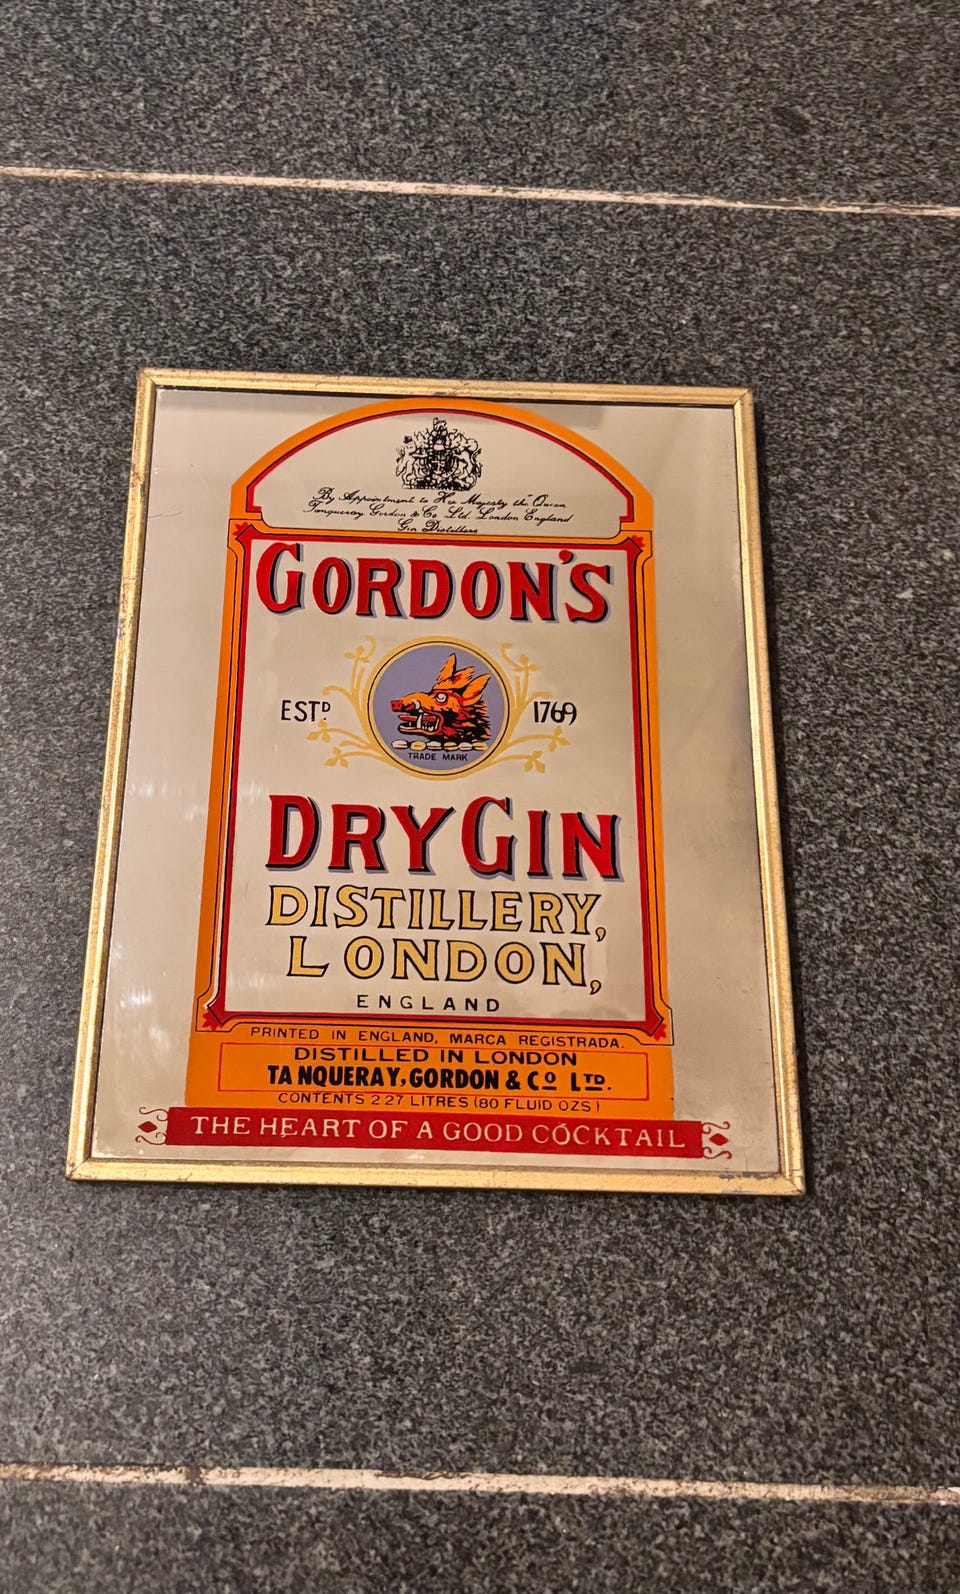 By Appointment to Her Majesty the Queen
Tanqueray Gordon & Co Ltd. London England
Gin Distillers
GORDON'S
ESTD. 1769
TRADE MARK
DRY GIN
DISTILLERY,
LONDON,
ENGLAND
PRINTED IN ENGLAND, MARCA REGISTRADA.
DISTILLED IN LONDON
TANQUERAY, GORDON & CO LTD.
CONTENTS 2 27 LITRES (80 FLUID OZS)
THE HEART OF A GOOD COCKTAIL